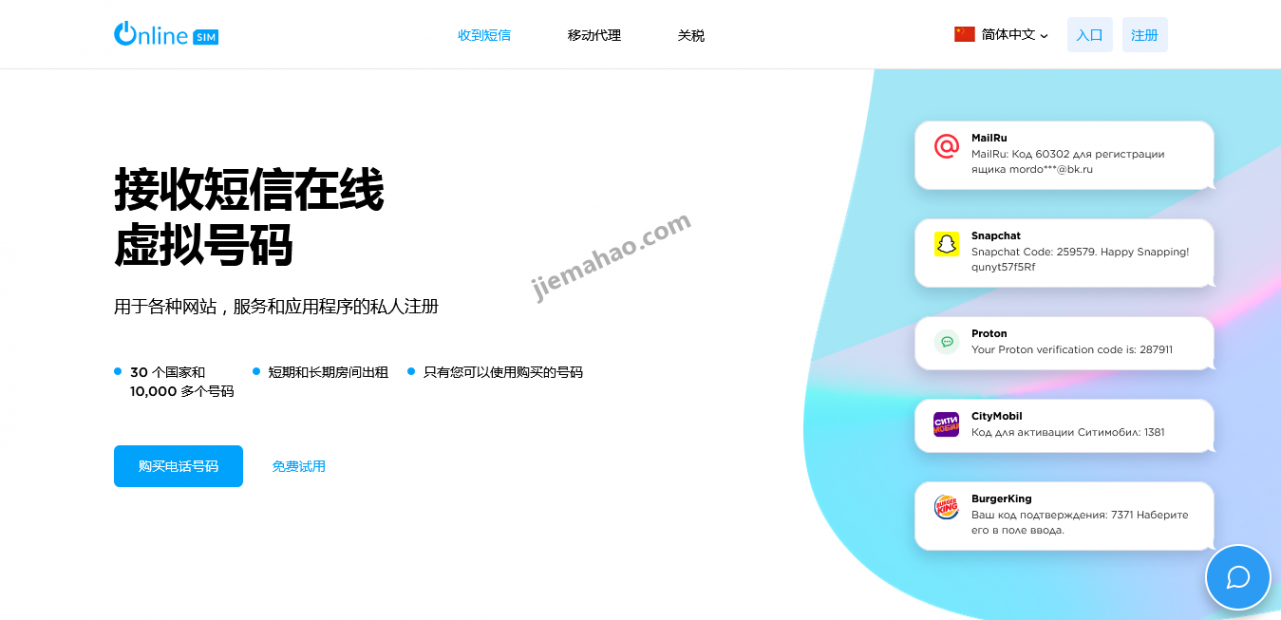 Online SIM
收到短信
移动代理
关税
简体中文
入口
注册
接收短信在线
虚拟号码
用于各种网站，服务和应用程序的私人注册
30 个国家和
10,000 多个号码
短期和长期房间出租
只有您可以使用购买的号码
购买电话号码
免费试用
jiemahao.com
MailRu
MailRu: Код 60302 для регистрации
ящика mordo***@bk.ru
Snapchat
Snapchat Code: 259579. Happy Snapping!
qunyt57f5Rf
Proton
Your Proton verification code is: 287911
СИТИ
МОБИЛ
CityMobil
Код для активации Ситимобил: 1381
BURGER
KING
BurgerKing
Ваш код подтверждения: 7371 Наберите
его в поле ввода.